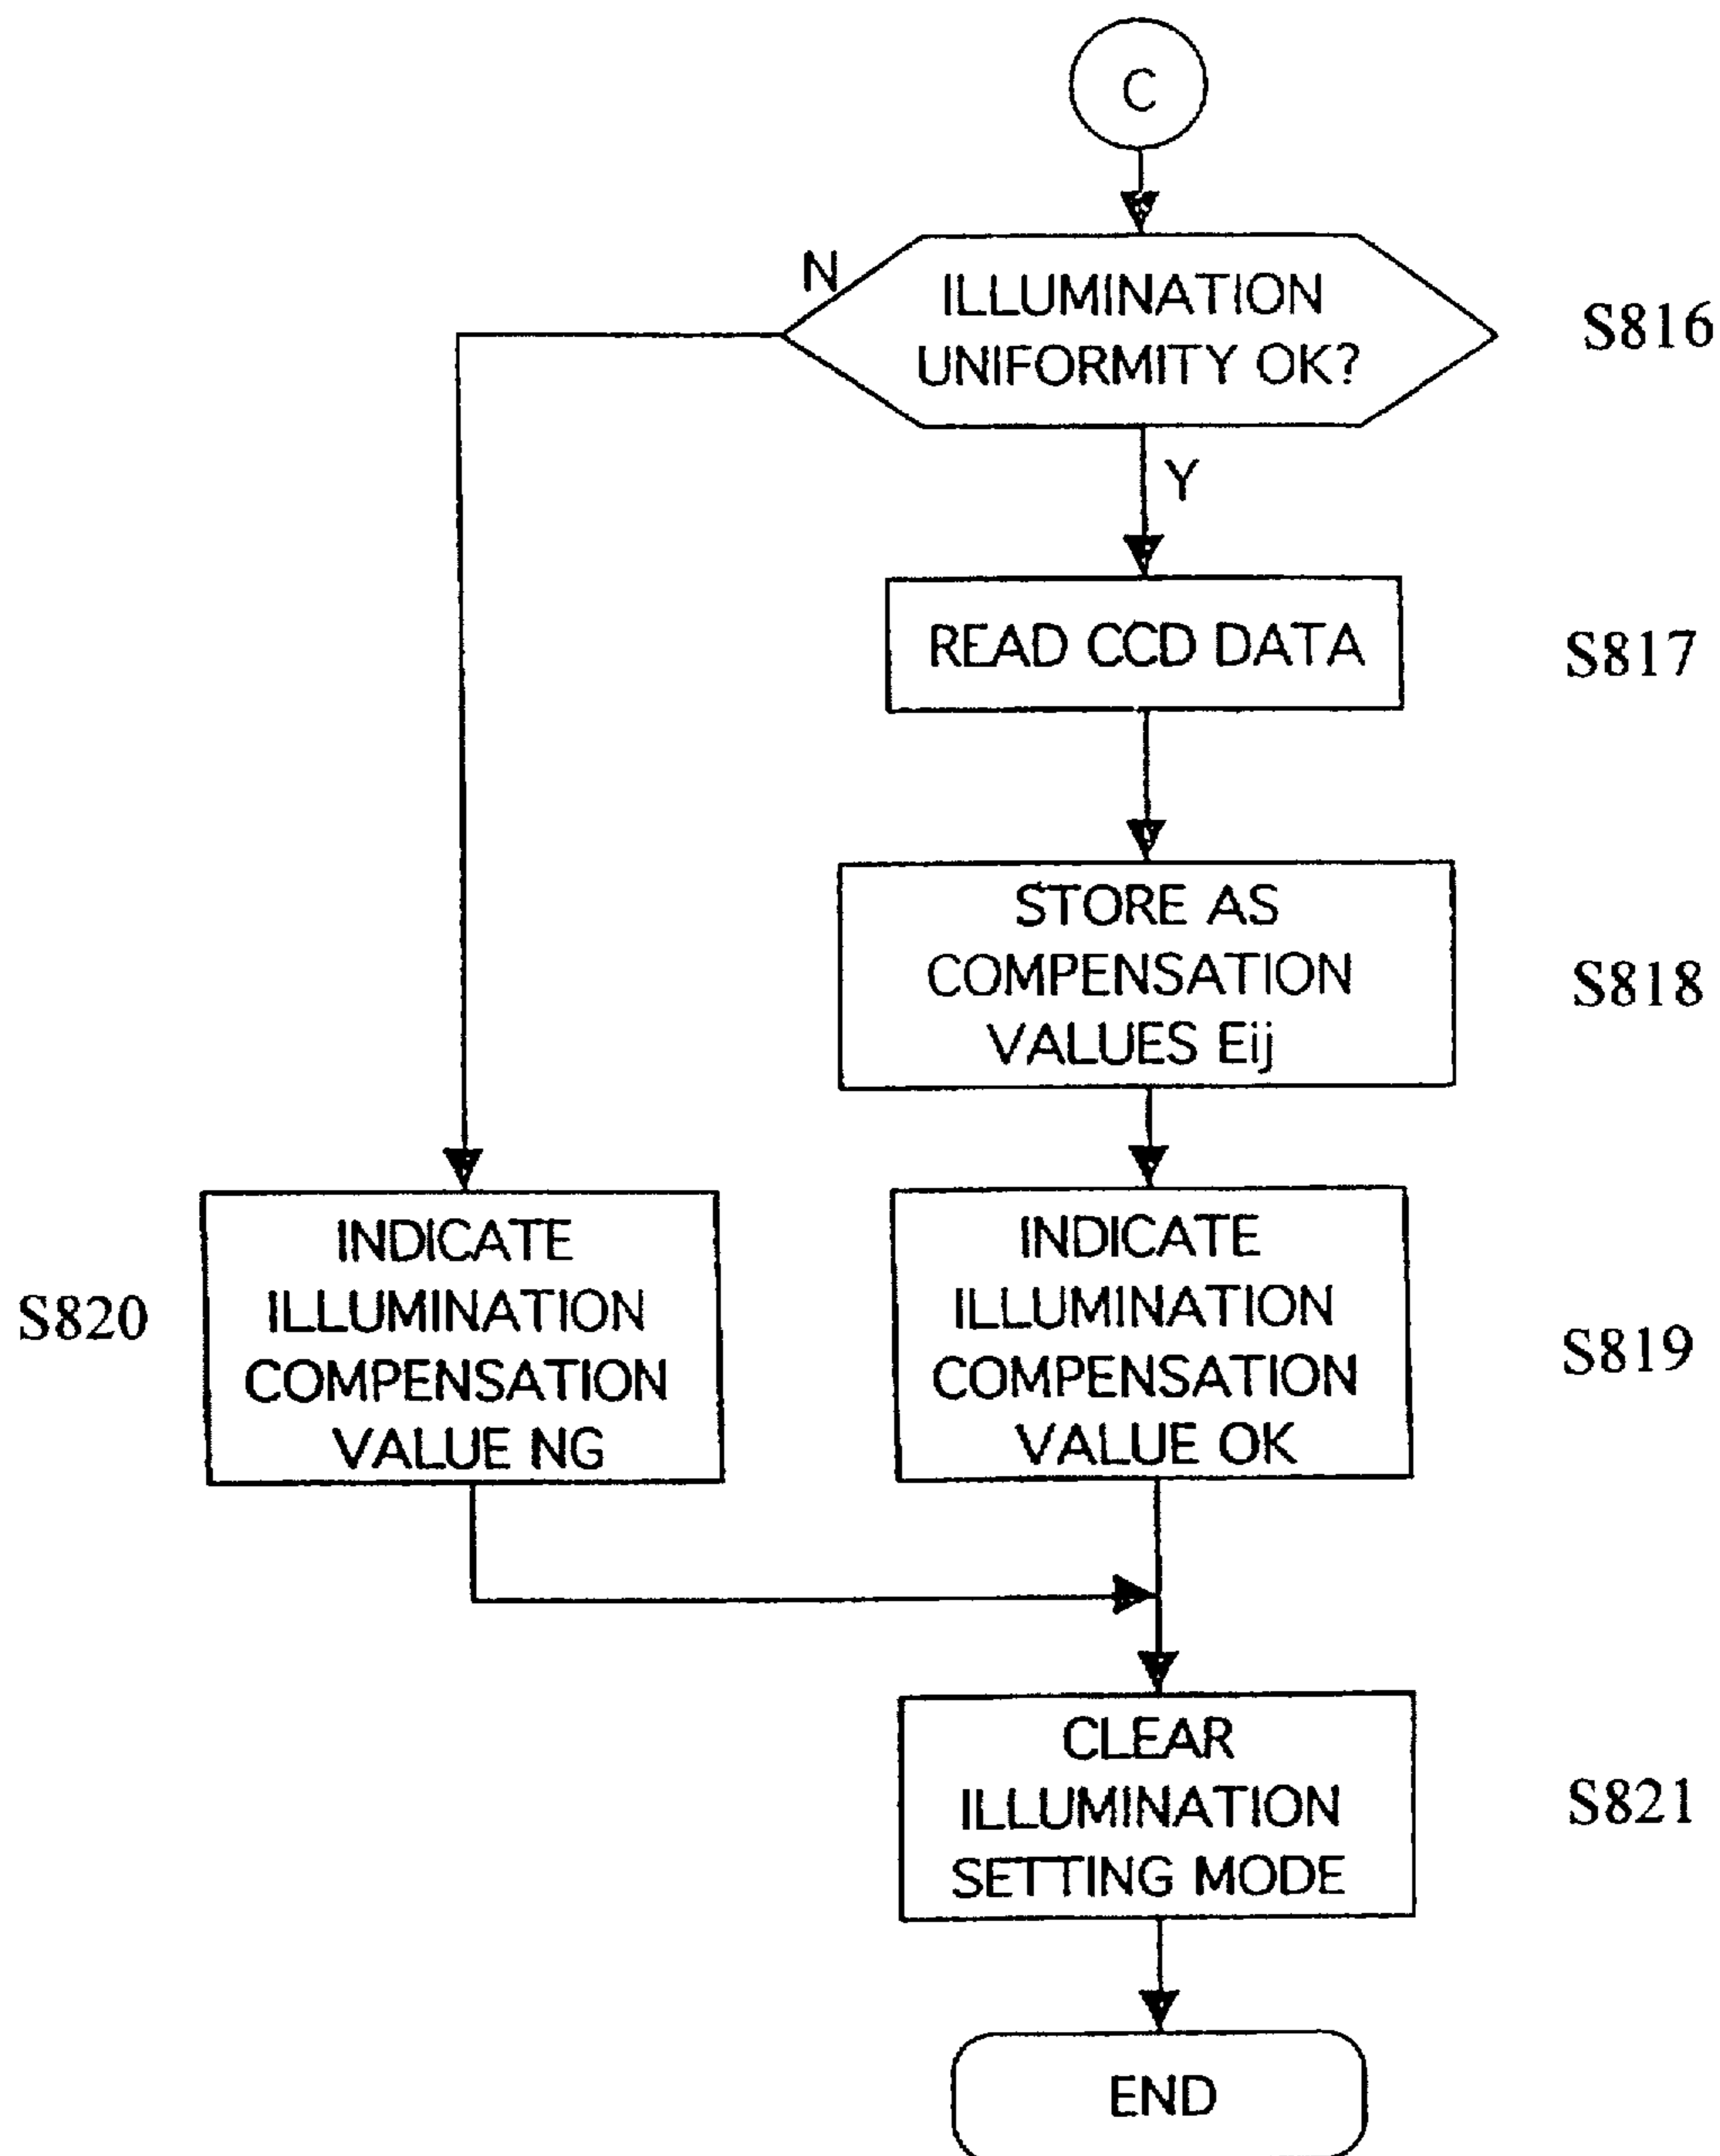 C
N
ILLUMINATION
UNIFORMITY OK?
S816
Y
READ CCD DATA
S817
STORE AS
COMPENSATION
VALUES Eij
S818
S820
INDICATE
ILLUMINATION
COMPENSATION
VALUE NG
INDICATE
ILLUMINATION
COMPENSATION
VALUE OK
S819
CLEAR
ILLUMINATION
SETTING MODE
S821
END